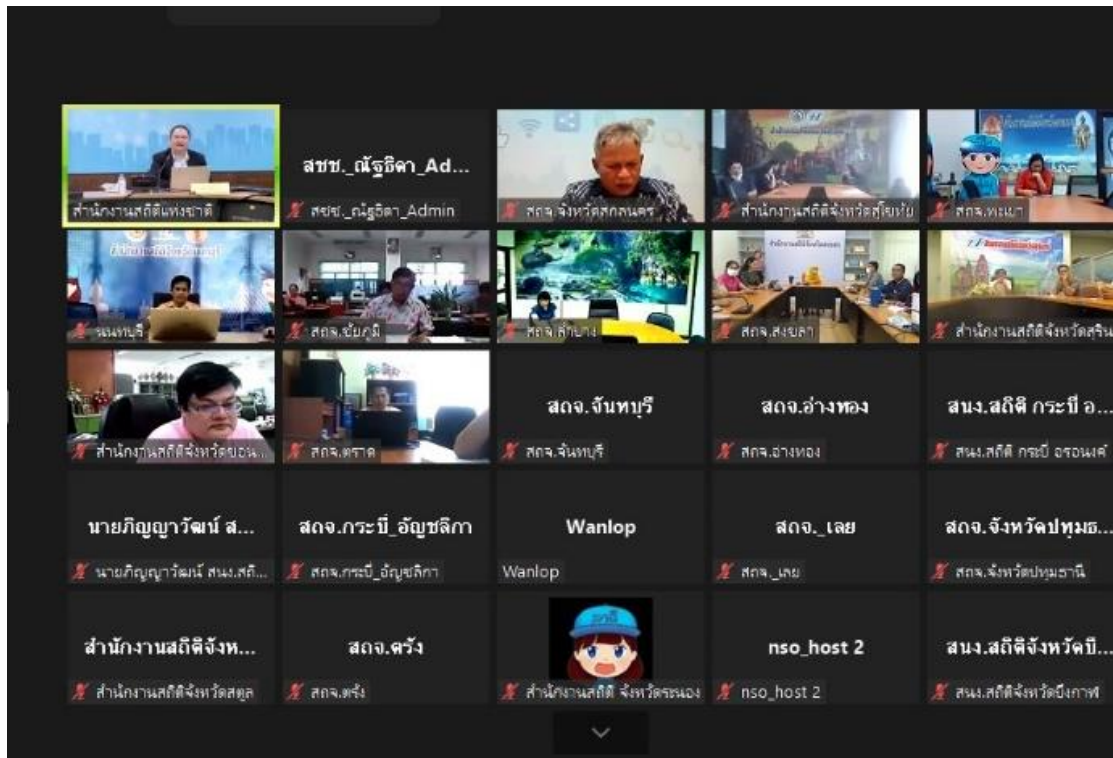 สำนักงานสถิติแห่งชาติ
สชช._ณัฐธิดา_Ad...
สชช._ณัฐธิดา_Admin
สถจ.จังหวัดสกลนคร
สำนักงานสถิติจังหวัดสุโขทัย
สถจ.พะเยา
นนทบุรี
สถจ.ชัยภูมิ
สถจ.ลำปาง
สำนักงานสถิติจังหวัดสงขลา
สถจ.สงขลา
สำนักงานสถิติจังหวัดสุริน
สำนักงานสถิติจังหวัดขอน...
สถจ.ตราด
สถจ.จันทบุรี
สถจ.จันทบุรี
สถจ.อ่างทอง
สถจ.อ่างทอง
สนง.สถิติ กระบี่ อ...
สนง.สถิติ กระบี่ อรอนงค์
นายภิญญาวัฒน์ ส...
นายภิญญาวัฒน์ สนง.สถิ...
สถจ.กระบี่_อัญชลิกา
สถจ.กระบี่_อัญชลิกา
Wanlop
Wanlop
สถจ._เลย
สถจ._เลย
สถจ.จังหวัดปทุมธ...
สถจ.จังหวัดปทุมธานี
สำนักงานสถิติจังห...
สำนักงานสถิติจังหวัดสตูล
สถจ.ตรัง
สถจ.ตรัง
สำนักงานสถิติ จังหวัดระนอง
nso_host 2
nso_host 2
สนง.สถิติจังหวัดบึ...
สนง.สถิติจังหวัดบึงกาฬ